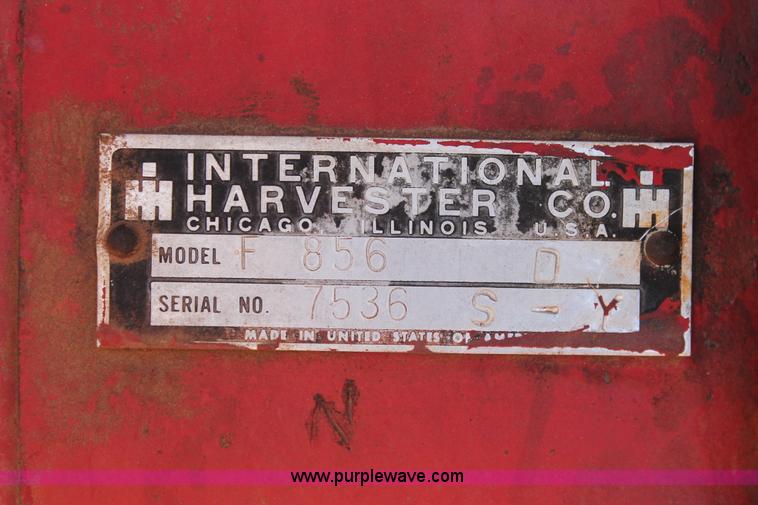 INTERNATIONAL
HARVESTER CO.
CHICAGO ILLINOIS U.S.A.
MODEL F 856 D
SERIAL NO. 7536 S - Y
MADE IN UNITED STATES OF
N
www.purplewave.com